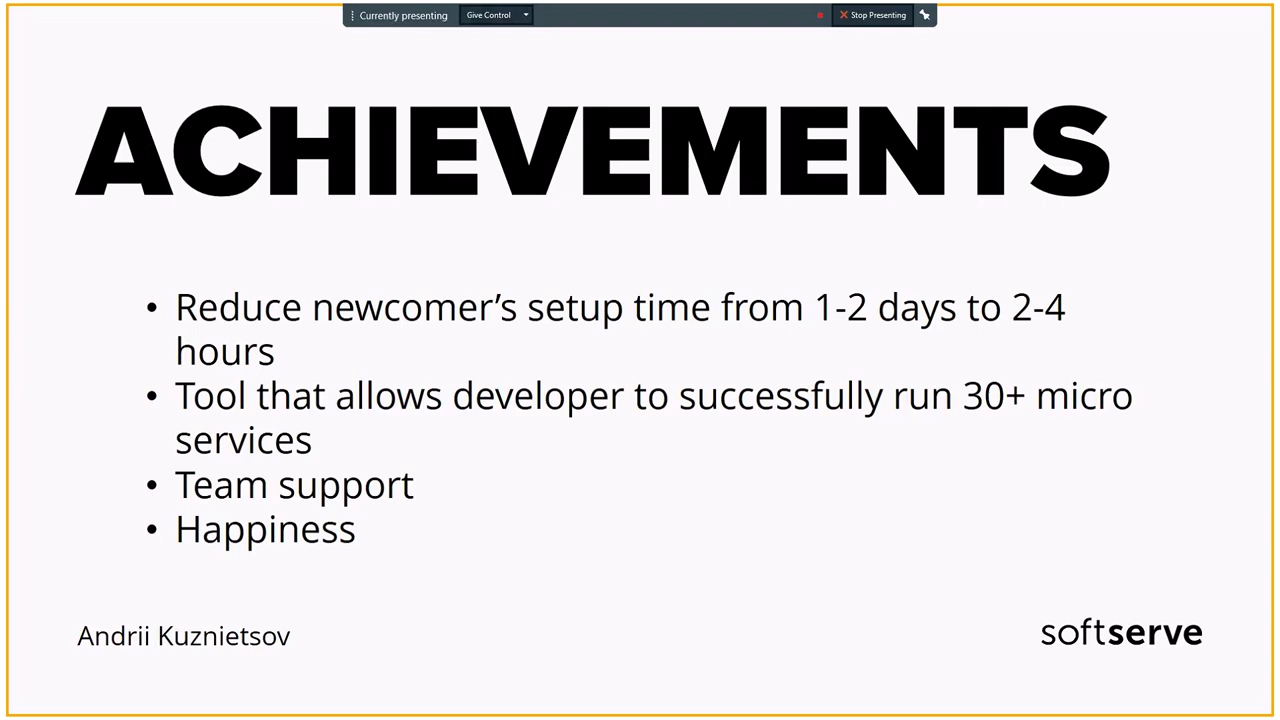 Currently presenting Give Control Stop Presenting
ACHIEVEMENTS
• Reduce newcomer’s setup time from 1-2 days to 2-4
hours
• Tool that allows developer to successfully run 30+ micro
services
• Team support
• Happiness
Andrii Kuznietsov softserve